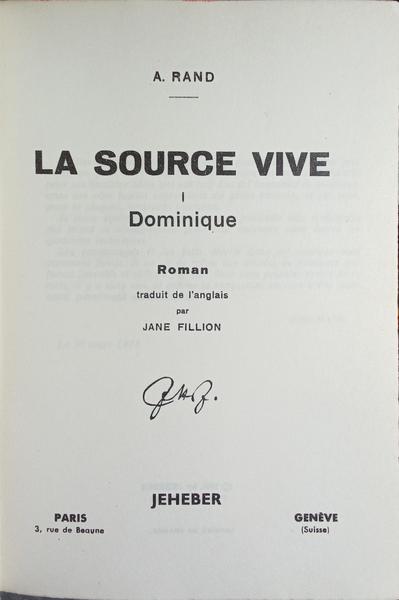 A. RAND
LA SOURCE VIVE
I
Dominique
Roman
traduit de l'anglais
par
JANE FILLION
JEHEBER
PARIS
3, rue de Beaune
GENÈVE
(Suisse)